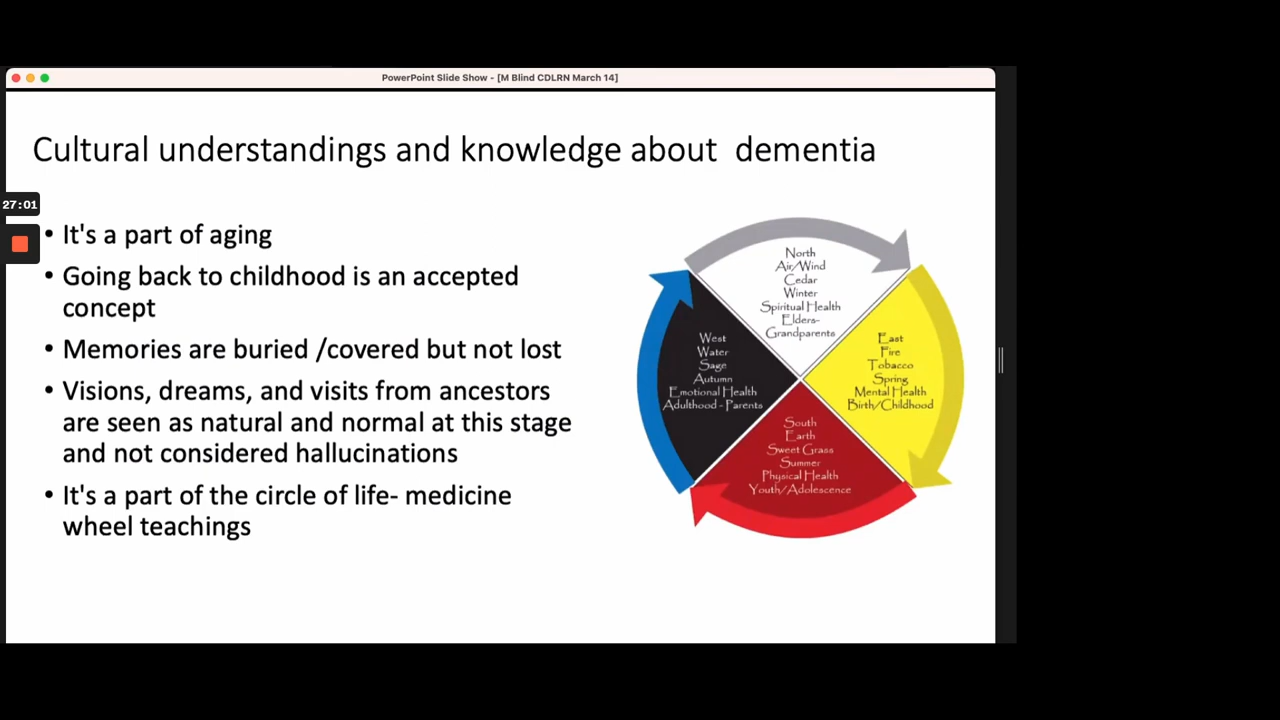 PowerPoint Slide Show - [M Blind CDLRN March 14]
Cultural understandings and knowledge about dementia
27:01
• It's a part of aging
• Going back to childhood is an accepted
concept
• Memories are buried /covered but not lost
• Visions, dreams, and visits from ancestors
are seen as natural and normal at this stage
and not considered hallucinations
• It's a part of the circle of life- medicine
wheel teachings
North
Air/Wind
Cedar
Winter
Spiritual Health
Elders-
Grandparents
East
Fire
Tobacco
Spring
Mental Health
Birth/Childhood
South
Earth
Sweet Grass
Summer
Physical Health
Youth/Adolescence
West
Water
Sage
Autumn
Emotional Health
Adulthood - Parents